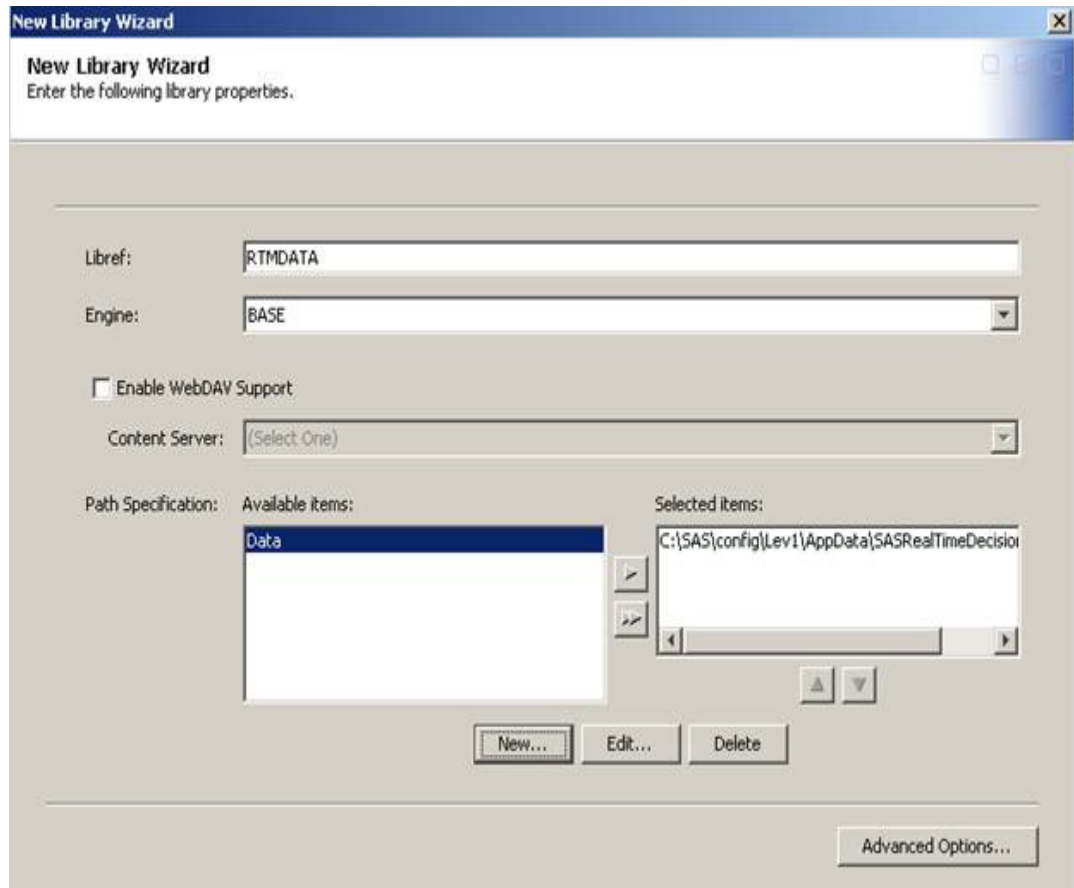 New Library Wizard
New Library Wizard
Enter the following library properties.
Libref: RTMDATA
Engine: BASE
Enable WebDAV Support
Content Server: (Select One)
Path Specification: Available items: Selected items:
Data C:\SAS\config\Lev1\AppData\SASRealTimeDecision
New... Edit... Delete
Advanced Options...